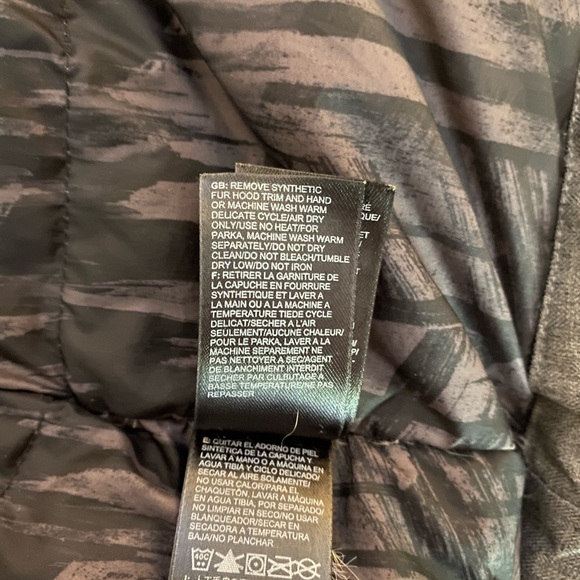 GB: REMOVE SYNTHETIC
FUR HOOD TRIM AND HAND
OR MACHINE WASH WARM
DELICATE CYCLE/AIR DRY
ONLY/USE NO HEAT/FOR
PARKA, MACHINE WASH WARM
SEPARATELY/DO NOT DRY
CLEAN/DO NOT BLEACH/TUMBLE
DRY LOW/DO NOT IRON
F: RETIRER LA GARNITURE DE
LA CAPUCHE EN FOURRURE
SYNTHETIQUE ET LAVER A
LA MAIN OU A LA MACHINE A
TEMPERATURE TIEDE CYCLE
DELICAT/SECHER A L'AIR
SEULEMENT/AUCUNE CHALEUR/
POUR LE PARKA, LAVER A LA
MACHINE SEPAREMENT NE
PAS NETTOYER A SEC/AGENT
DE BLANCHIMENT INTERDIT
SECHER PAR CULBUTAGE A
BASSE TEMPERATURE/NE PAS
REPASSER
E: QUITAR EL ADORNO DE PIEL
SINTETICA DE LA CAPUCHA Y
LAVAR A MANO O A MÁQUINA EN
AGUA TIBIA Y CICLO DELICADO/
SECAR AL AIRE SOLAMENTE/
NO USAR CALOR/PARA EL
CHAQUETÓN, LAVAR A MÁQUINA
EN AGUA TIBIA, POR SEPARADO/
NO LIMPIAR EN SECO/NO USAR
BLANQUEADOR/SECAR A
MÁQUINA A TEMPERATURA
BAJA/NO PLANCHAR
40C